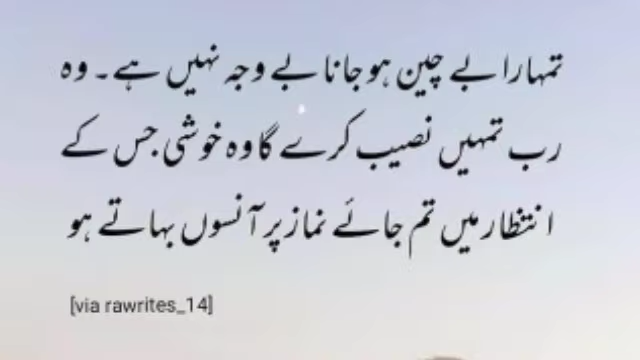 تمہارا بے چین ہو جانا بے وجہ نہیں ہے۔ وہ
رب تمہیں نصیب کرے گا وہ خوشی جس کے
انتظار میں تم جائے نماز پر آنسوں بہاتے ہو
[via rawrites_14]